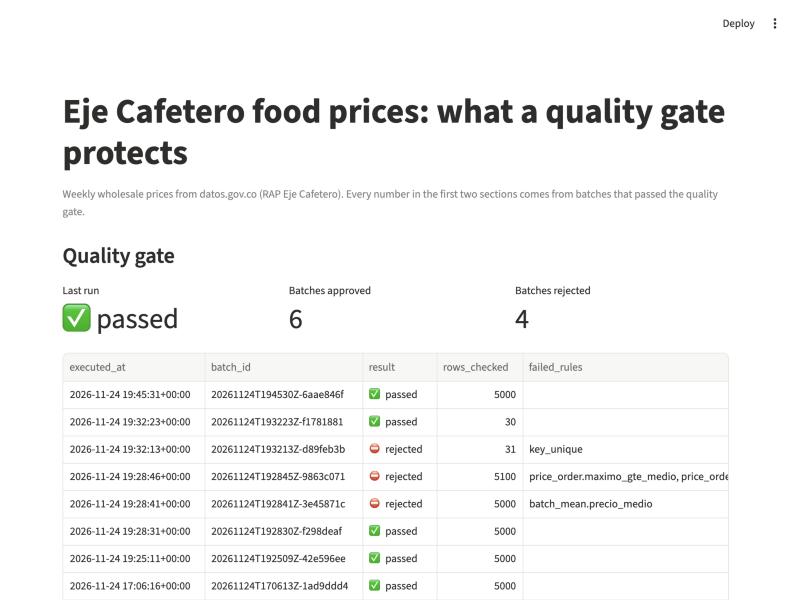 Deploy
Eje Cafetero food prices: what a quality gate
protects
Weekly wholesale prices from datos.gov.co (RAP Eje Cafetero). Every number in the first two sections comes from batches that passed the quality
gate.
Quality gate
Last run Batches approved Batches rejected
✅ passed 6 4
executed_at batch_id result rows_checked failed_rules
2026-11-24 19:45:31+00:00 20261124T194530Z-6aae846f ✅ passed 5000
2026-11-24 19:32:23+00:00 20261124T193223Z-f1781881 ✅ passed 30
2026-11-24 19:32:13+00:00 20261124T193213Z-d89feb3b ⛔ rejected 31 key_unique
2026-11-24 19:28:46+00:00 20261124T192845Z-9863c071 ⛔ rejected 5100 price_order.maximo_gte_medio, price_orde
2026-11-24 19:28:41+00:00 20261124T192841Z-3e45871c ⛔ rejected 5000 batch_mean.precio_medio
2026-11-24 19:28:31+00:00 20261124T192830Z-f298deaf ✅ passed 5000
2026-11-24 19:25:11+00:00 20261124T192509Z-42e596ee ✅ passed 5000
2026-11-24 17:06:16+00:00 20261124T170613Z-1ad9ddd4 ✅ passed 5000